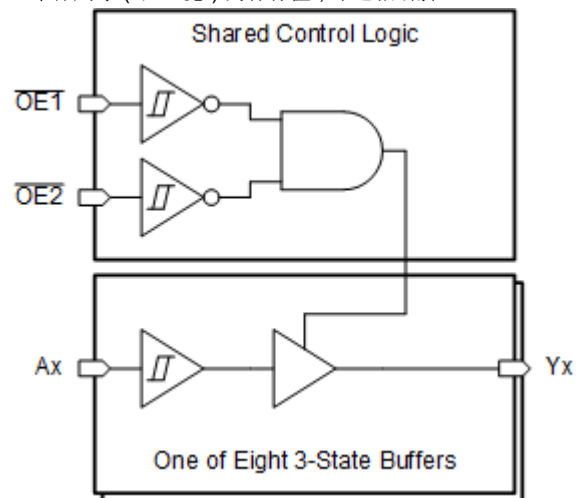 Shared Control Logic
OE1
OE2
Ax
Yx
One of Eight 3-State Buffers